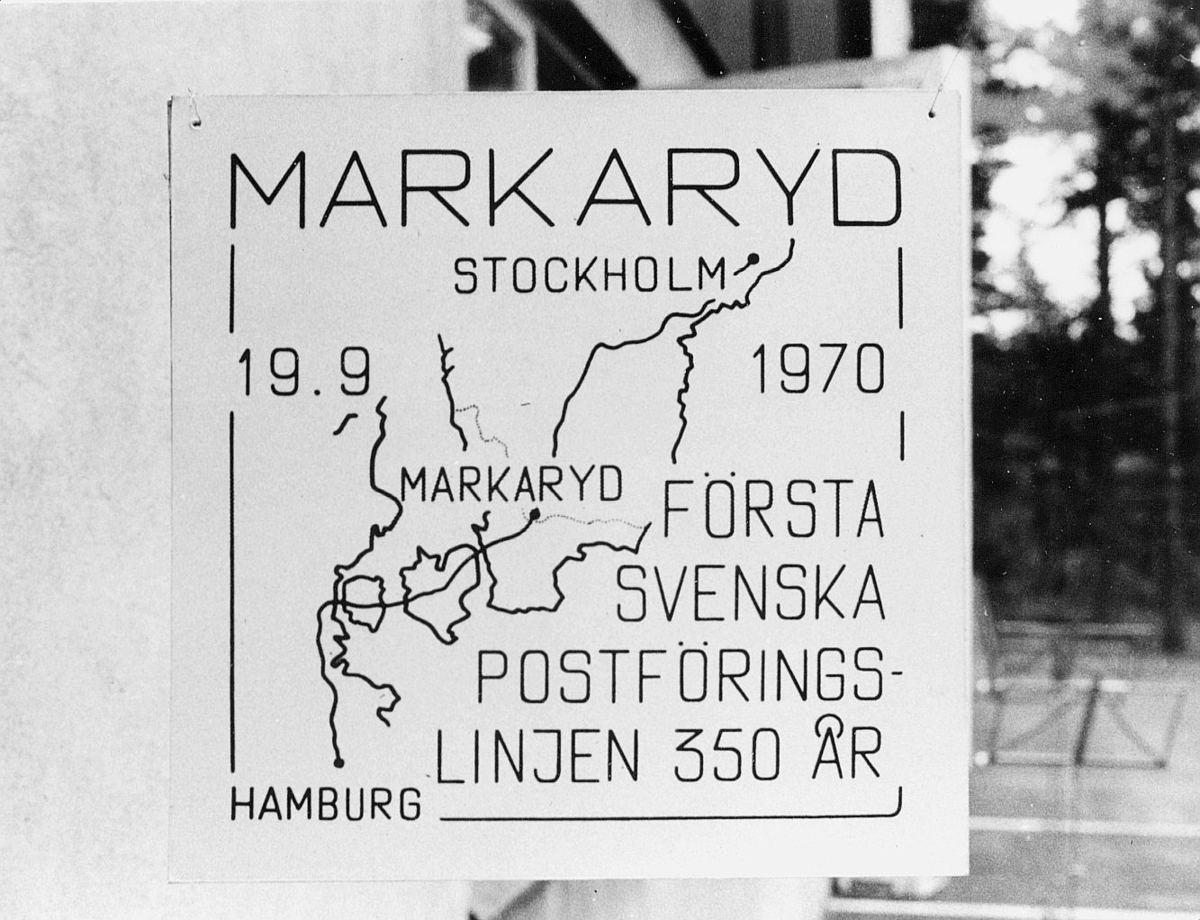 MARKARYD
STOCKHOLM
19.9 1970
MARKARYD
FÖRSTA
SVENSKA
POSTFÖRINGS-
LINJEN 350 ÅR
HAMBURG